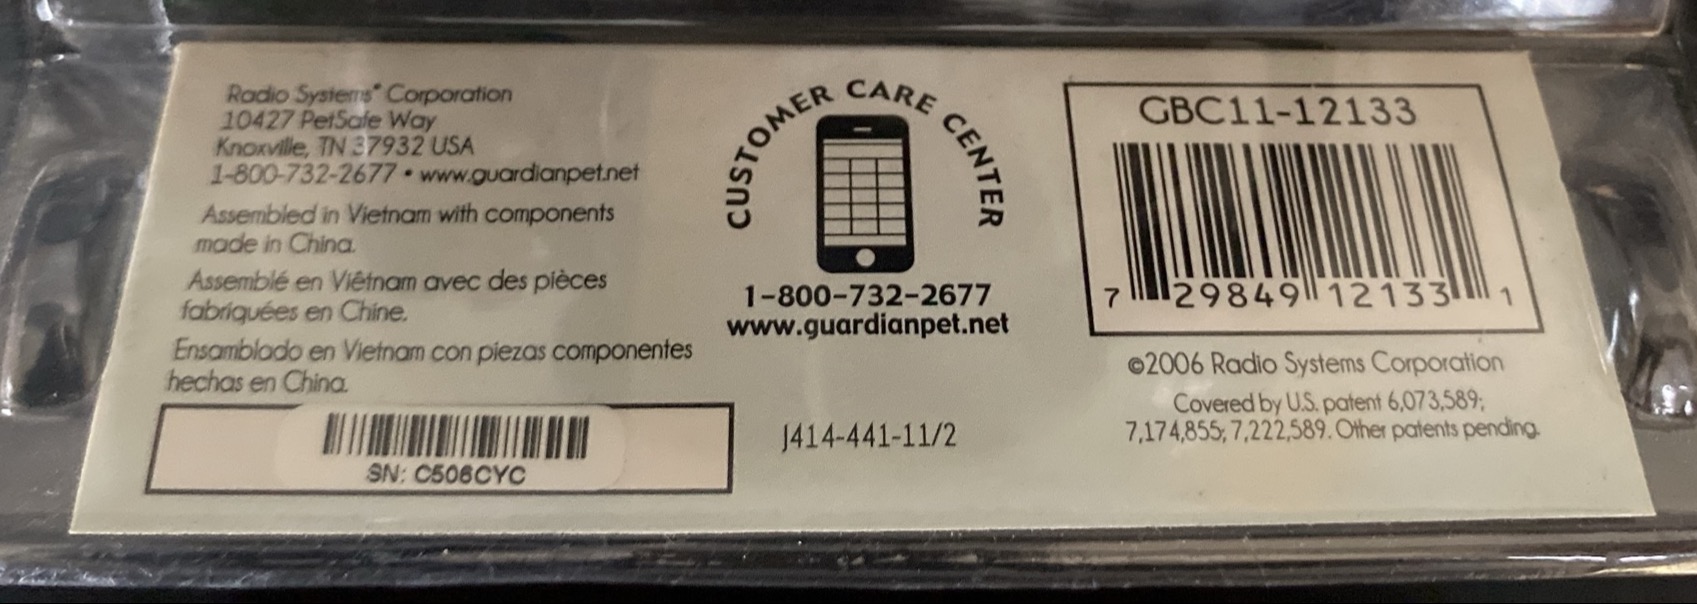 Radio Systems® Corporation
10427 PetSafe Way
Knoxville, TN 37932 USA
1-800-732-2677 • www.guardianpet.net
Assembled in Vietnam with components
made in China.
Assemblé en Viêtnam avec des pièces
fabriquées en Chine.
Ensamblado en Vietnam con piezas componentes
hechas en China.
SN: C506CYC
CUSTOMER CARE CENTER
1-800-732-2677
www.guardianpet.net
J414-441-11/2
GBC11-12133
7 29849 12133 1
©2006 Radio Systems Corporation
Covered by U.S. patent 6,073,589;
7,174,855; 7,222,589. Other patents pending.